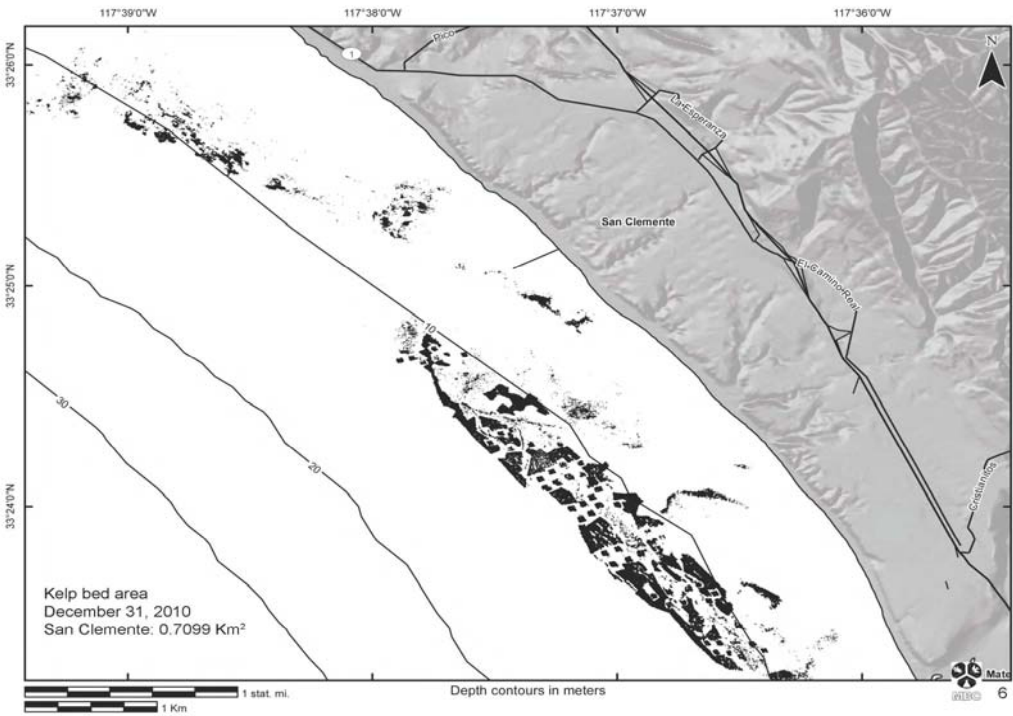 117°39'0"W
117°38'0"W
117°37'0"W
117°36'0"W
33°26'0"N
33°25'0"N
33°24'0"N
N
Pico
1
La Esperanza
San Clemente
El Camino Real
Cristianitos
10
20
30
Kelp bed area
December 31, 2010
San Clemente: 0.7099 Km²
1 stat. mi.
1 Km
Depth contours in meters
MBC
Mate
6